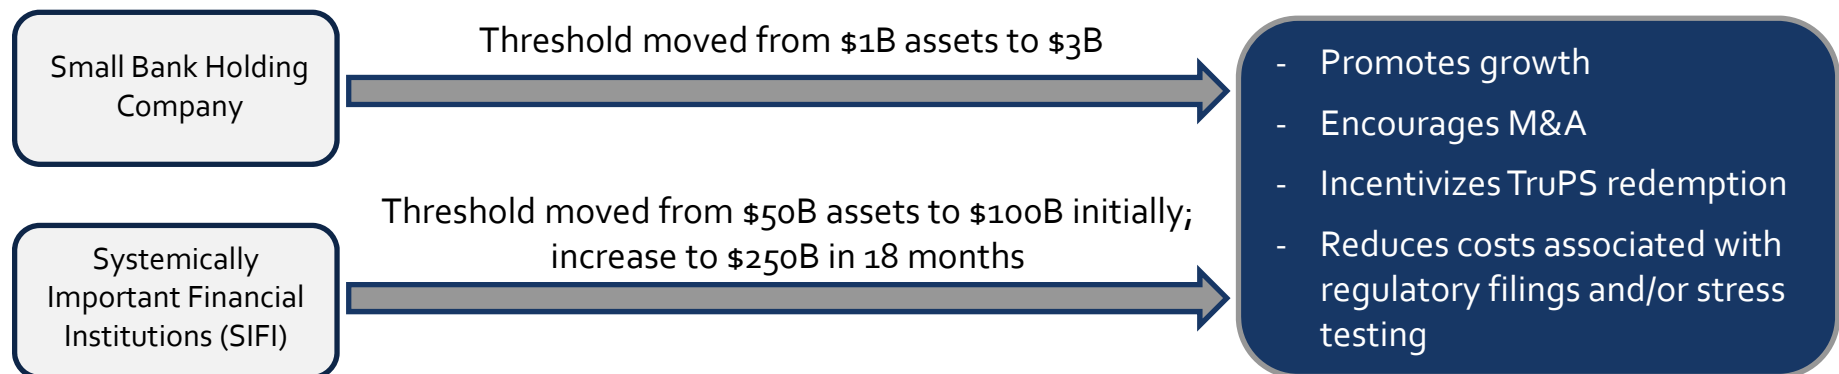 Small Bank Holding
Company
Threshold moved from $1B assets to $3B
Systemically
Important Financial
Institutions (SIFI)
Threshold moved from $50B assets to $100B initially;
increase to $250B in 18 months
- Promotes growth
- Encourages M&A
- Incentivizes TruPS redemption
- Reduces costs associated with
regulatory filings and/or stress
testing